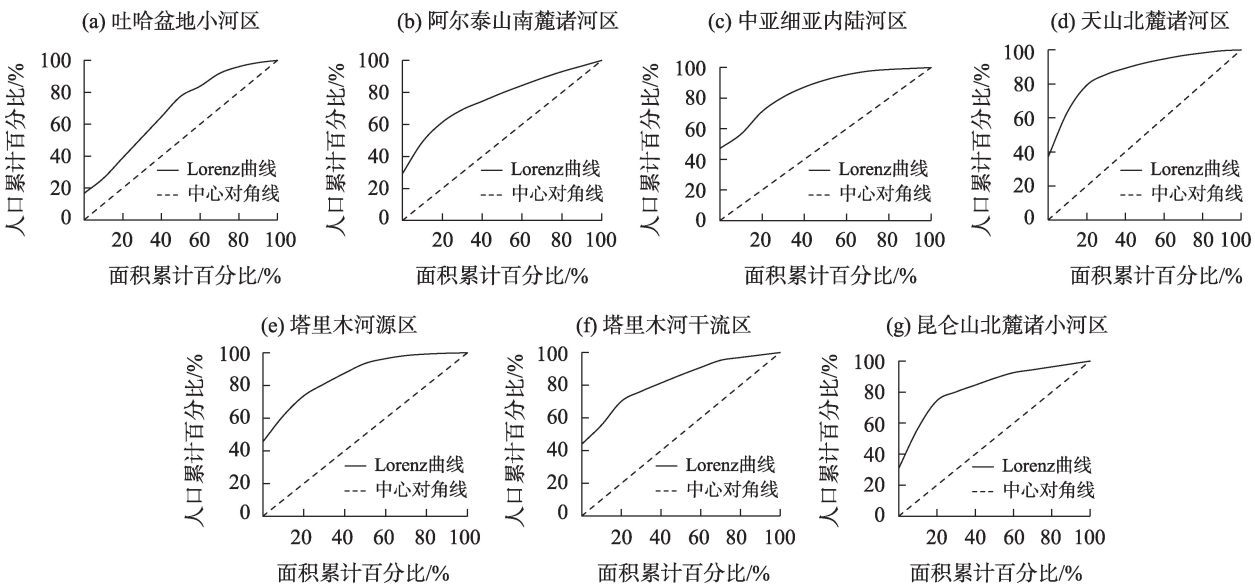 (a) 吐哈盆地小河区
人口累计百分比/%
100
80
60
40
20
0
Lorenz曲线
中心对角线
20 40 60 80 100
面积累计百分比/%
(b) 阿尔泰山南麓诸河区
人口累计百分比/%
100
80
60
40
20
0
Lorenz曲线
中心对角线
20 40 60 80 100
面积累计百分比/%
(c) 中亚细亚内陆河区
人口累计百分比/%
100
80
60
40
20
0
Lorenz曲线
中心对角线
20 40 60 80 100
面积累计百分比/%
(d) 天山北麓诸河区
人口累计百分比/%
100
80
60
40
20
0
Lorenz曲线
中心对角线
20 40 60 80 100
面积累计百分比/%
(e) 塔里木河源区
人口累计百分比/%
100
80
60
40
20
0
Lorenz曲线
中心对角线
20 40 60 80 100
面积累计百分比/%
(f) 塔里木河干流区
人口累计百分比/%
100
80
60
40
20
0
Lorenz曲线
中心对角线
20 40 60 80 100
面积累计百分比/%
(g) 昆仑山北麓诸小河区
人口累计百分比/%
100
80
60
40
20
0
Lorenz曲线
中心对角线
20 40 60 80 100
面积累计百分比/%